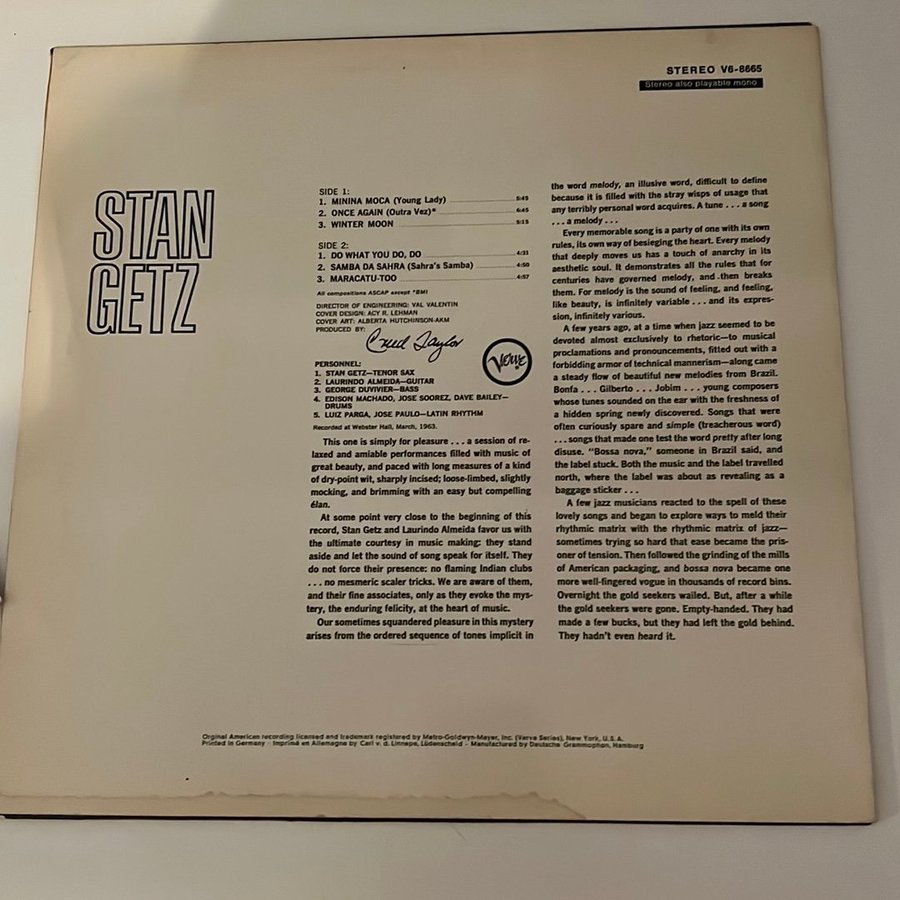 STEREO V6-8665
Stereo also playable mono
STAN
GETZ
SIDE 1:
1. MININA MOCA (Young Lady) 5:49
2. ONCE AGAIN (Outra Vez)* 6:45
3. WINTER MOON 5:15
SIDE 2:
1. DO WHAT YOU DO, DO 4:31
2. SAMBA DA SAHRA (Sahra's Samba) 4:50
3. MARACATU-TOO 4:57
All compositions ASCAP except *BMI
DIRECTOR OF ENGINEERING: VAL VALENTIN
COVER DESIGN: ACY R. LEHMAN
COVER ART: ALBERTA HUTCHINSON-AKM
PRODUCED BY:
Creed Taylor
Verve
PERSONNEL:
1. STAN GETZ—TENOR SAX
2. LAURINDO ALMEIDA—GUITAR
3. GEORGE DUVIVIER—BASS
4. EDISON MACHADO, JOSE SOOREZ, DAVE BAILEY—
DRUMS
5. LUIZ PARGA, JOSE PAULO—LATIN RHYTHM
Recorded at Webster Hall, March, 1963.
This one is simply for pleasure . . . a session of re-
laxed and amiable performances filled with music of
great beauty, and paced with long measures of a kind
of dry-point wit, sharply incised; loose-limbed, slightly
mocking, and brimming with an easy but compelling
élan.
At some point very close to the beginning of this
record, Stan Getz and Laurindo Almeida favor us with
the ultimate courtesy in music making: they stand
aside and let the sound of song speak for itself. They
do not force their presence: no flaming Indian clubs
. . . no mesmeric scaler tricks. We are aware of them,
and their fine associates, only as they evoke the mys-
tery, the enduring felicity, at the heart of music.
Our sometimes squandered pleasure in this mystery
arises from the ordered sequence of tones implicit in
the word melody, an illusive word, difficult to define
because it is filled with the stray wisps of usage that
any terribly personal word acquires. A tune . . . a song
. . . a melody . . .
Every memorable song is a party of one with its own
rules, its own way of besieging the heart. Every melody
that deeply moves us has a touch of anarchy in its
aesthetic soul. It demonstrates all the rules that for
centuries have governed melody, and then breaks
them. For melody is the sound of feeling, and feeling,
like beauty, is infinitely variable . . . and its expres-
sion, infinitely various.
A few years ago, at a time when jazz seemed to be
devoted almost exclusively to rhetoric—to musical
proclamations and pronouncements, fitted out with a
forbidding armor of technical mannerism—along came
a steady flow of beautiful new melodies from Brazil.
Bonfa . . . Gilberto . . . Jobim . . . young composers
whose tunes sounded on the ear with the freshness of
a hidden spring newly discovered. Songs that were
often curiously spare and simple (treacherous word)
. . . songs that made one test the word pretty after long
disuse. "Bossa nova," someone in Brazil said, and
the label stuck. Both the music and the label travelled
north, where the label was about as revealing as a
baggage sticker . . .
A few jazz musicians reacted to the spell of these
lovely songs and began to explore ways to meld their
rhythmic matrix with the rhythmic matrix of jazz—
sometimes trying so hard that ease became the pris-
oner of tension. Then followed the grinding of the mills
of American packaging, and bossa nova became one
more well-fingered vogue in thousands of record bins.
Overnight the gold seekers wailed. But, after a while
the gold seekers were gone. Empty-handed. They had
made a few bucks, but they had left the gold behind.
They hadn't even heard it.
Orginal American recording licensed and trademark registered by Metro-Goldwyn-Mayer, Inc. (Verve Series), New York, U.S.A.
Printed in Germany · Imprimé en Allemagne by Carl v. d. Linnepe, Lüdenscheid – Manufactured by Deutsche Grammophon, Hamburg